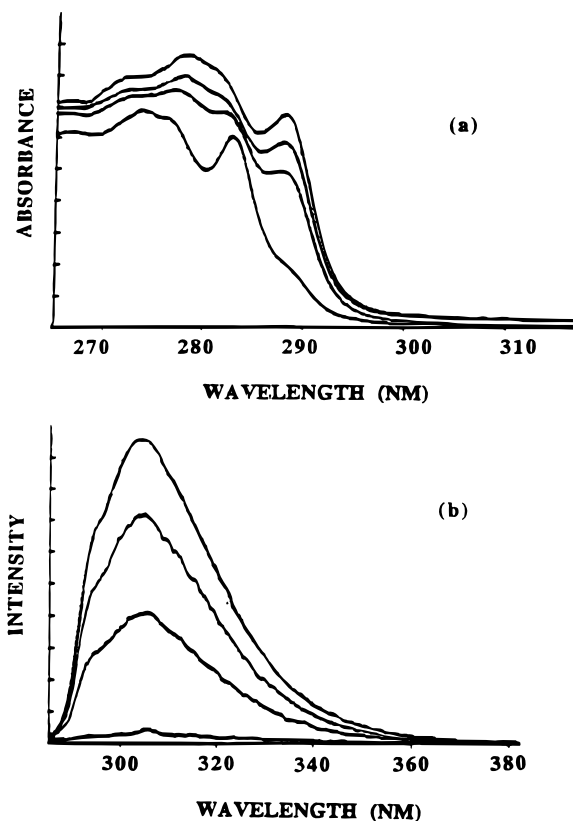 (a)
ABSORBANCE
270 280 290 300 310
WAVELENGTH (NM)
(b)
INTENSITY
300 320 340 360 380
WAVELENGTH (NM)